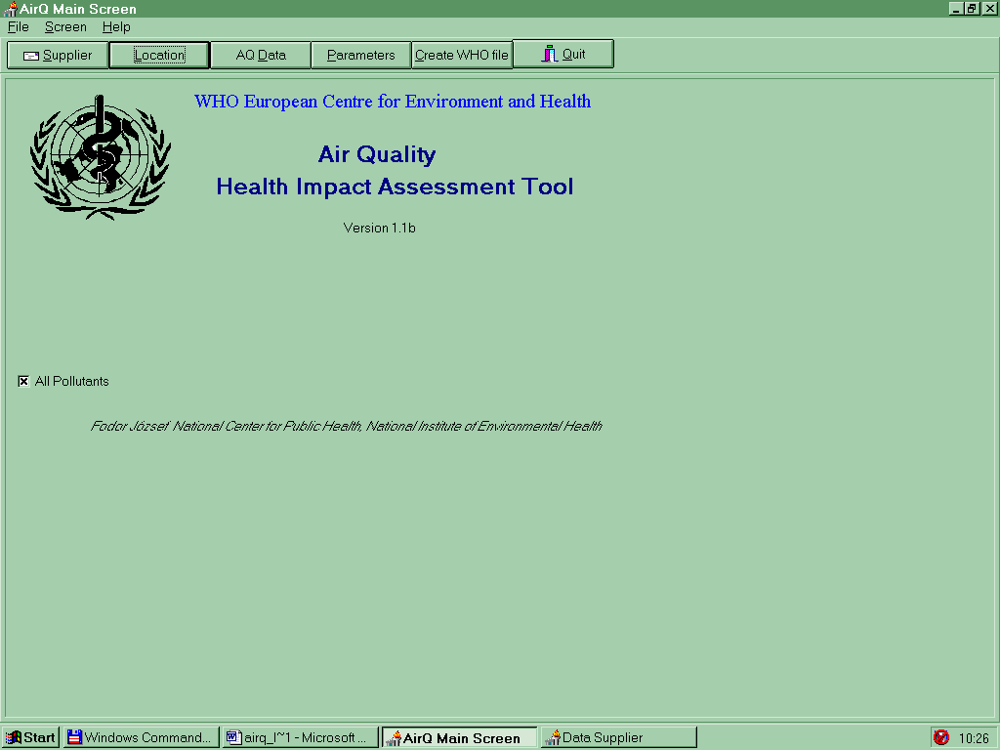 AirQ Main Screen
File Screen Help
Supplier Location AQ Data Parameters Create WHO file Quit
WHO European Centre for Environment and Health
Air Quality
Health Impact Assessment Tool
Version 1.1b
All Pollutants
Fodor József National Center for Public Health, National Institute of Environmental Health
Start Windows Command... airq_l~1 - Microsoft ... AirQ Main Screen Data Supplier 10:26